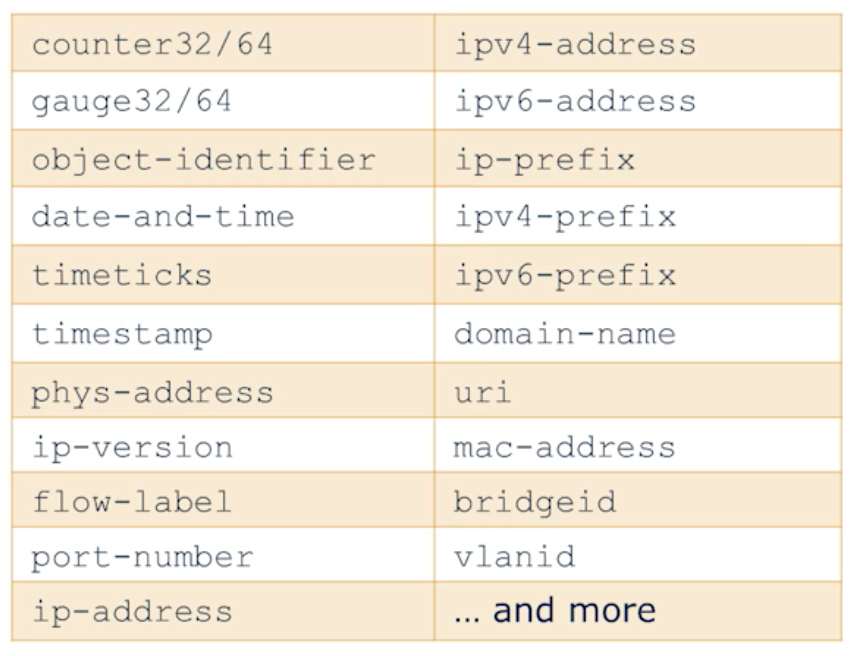 counter32/64 ipv4-address
gauge32/64 ipv6-address
object-identifier ip-prefix
date-and-time ipv4-prefix
timeticks ipv6-prefix
timestamp domain-name
phys-address uri
ip-version mac-address
flow-label bridgeid
port-number vlanid
ip-address … and more